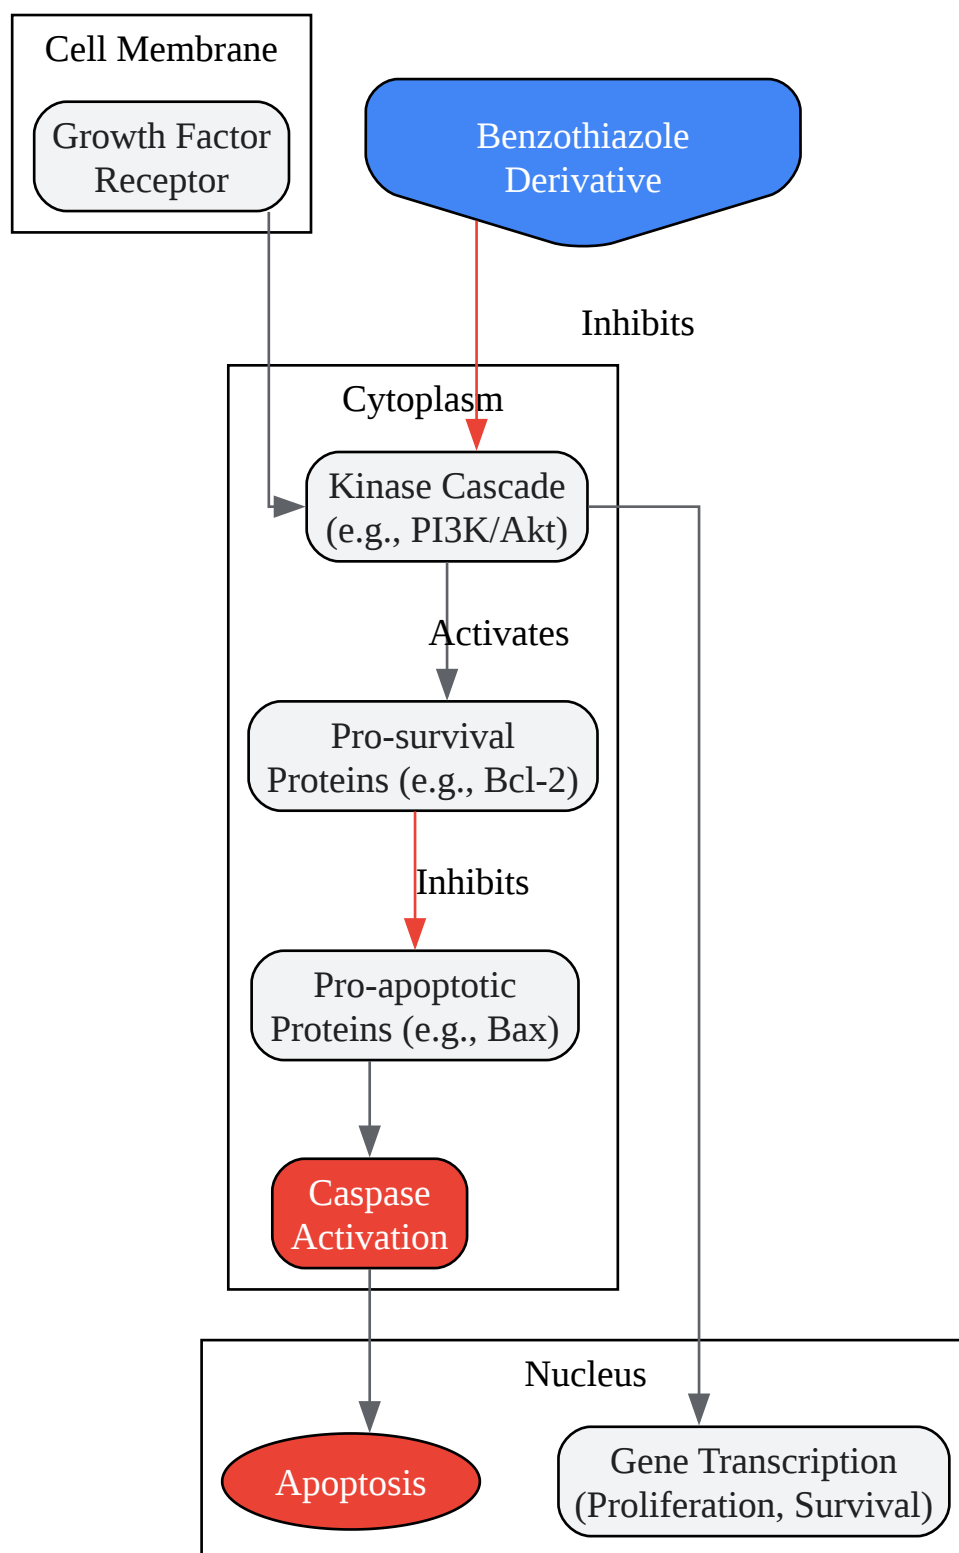 Cell Membrane
Growth Factor
Receptor
Benzothiazole
Derivative
Inhibits
Cytoplasm
Kinase Cascade
(e.g., PI3K/Akt)
Activates
Pro-survival
Proteins (e.g., Bcl-2)
Inhibits
Pro-apoptotic
Proteins (e.g., Bax)
Caspase
Activation
Nucleus
Apoptosis
Gene Transcription
(Proliferation, Survival)